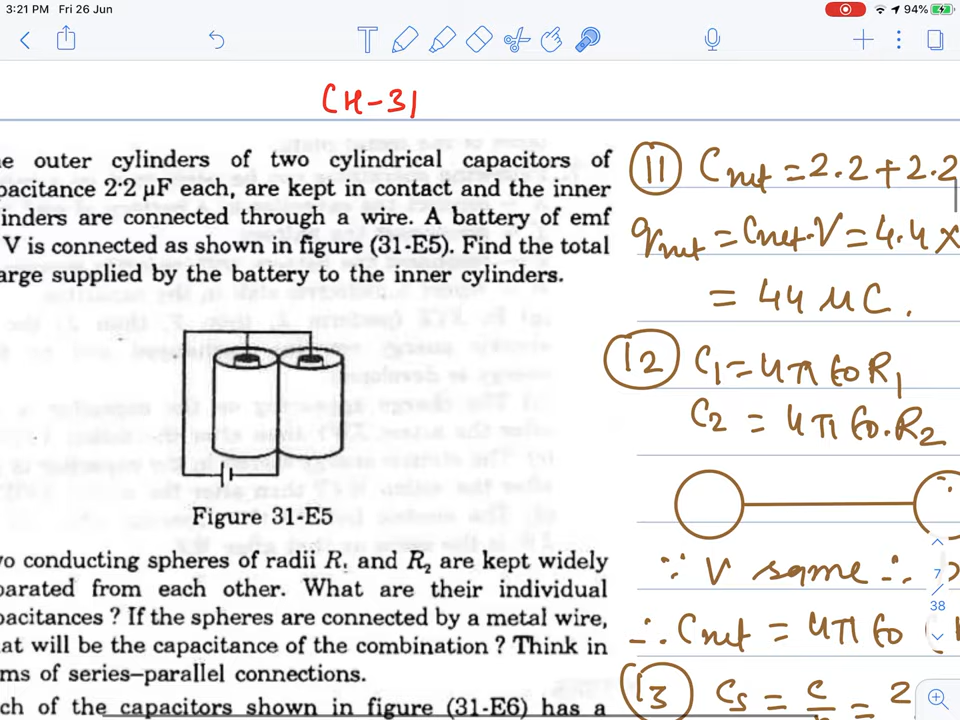 3:21 PM Fri 26 Jun
94%
CH-31
e outer cylinders of two cylindrical capacitors of
pacitance 2·2 µF each, are kept in contact and the inner
linders are connected through a wire. A battery of emf
V is connected as shown in figure (31-E5). Find the total
arge supplied by the battery to the inner cylinders.
Figure 31-E5
o conducting spheres of radii R₁ and R₂ are kept widely
parated from each other. What are their individual
pacitances ? If the spheres are connected by a metal wire,
at will be the capacitance of the combination ? Think in
ms of series–parallel connections.
ch of the capacitors shown in figure (31-E6) has a
11 Cnet = 2.2 + 2.2
qnet = Cnet·V = 4.4 ×
= 44 µC.
12 C₁ = 4π ε₀ R₁
C₂ = 4π ε₀·R₂
∵ V same ∴
∴ Cnet = 4π ε₀ (
13 Cs = C/ = 2
7
/
38